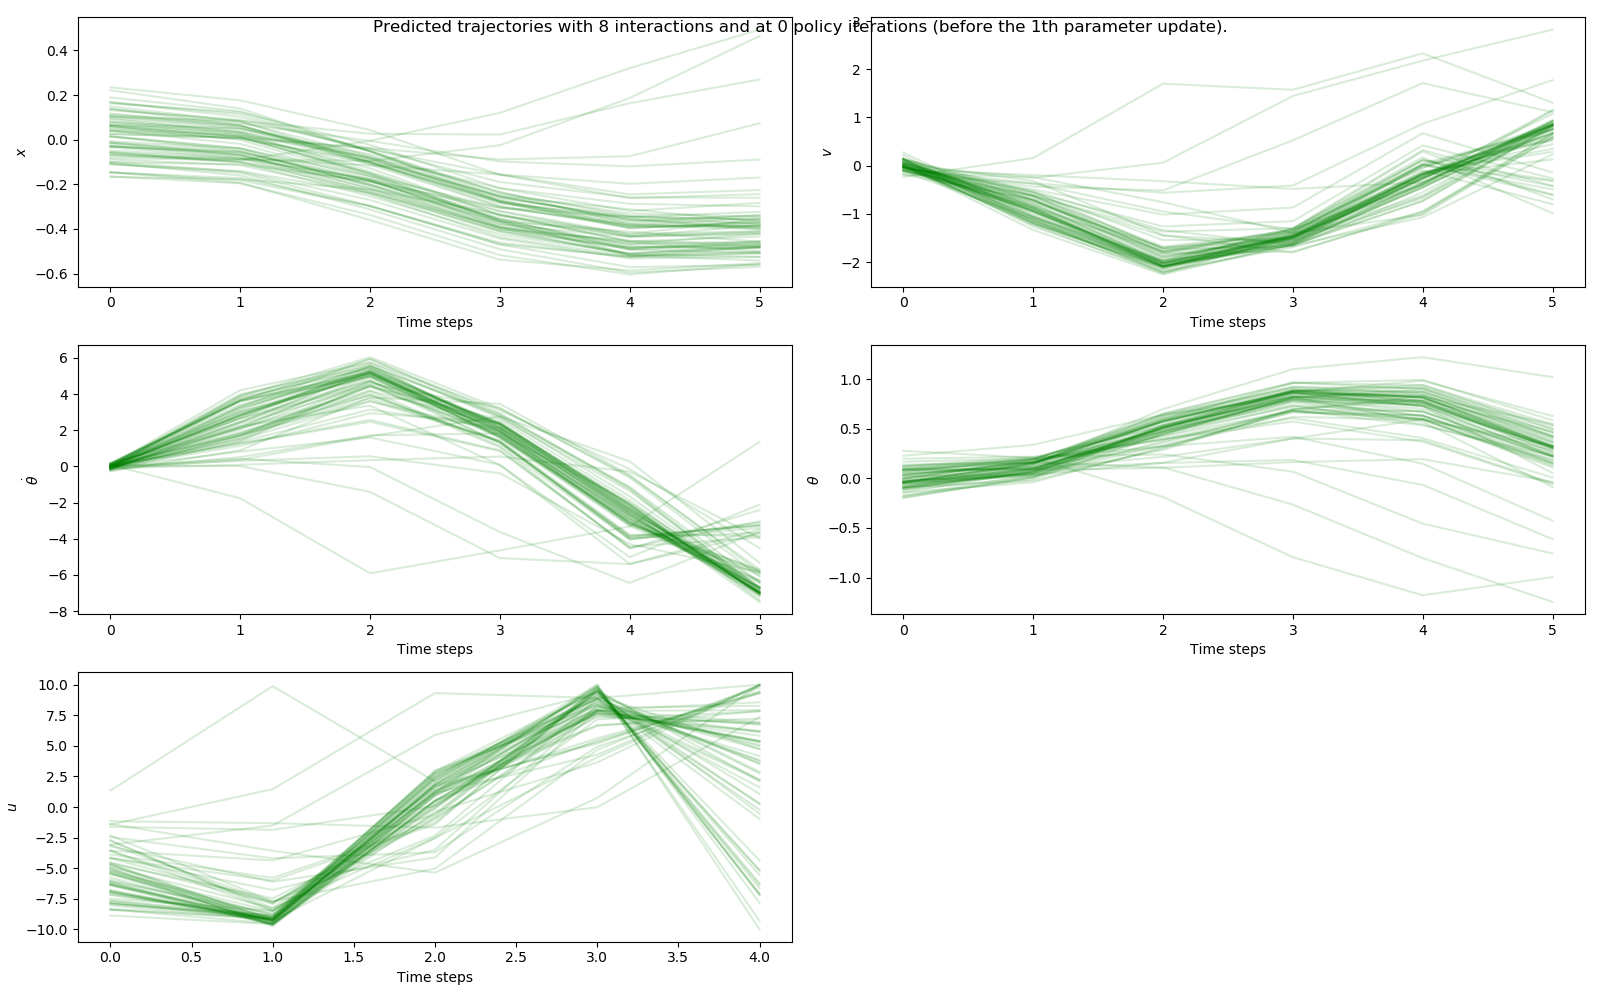 Predicted trajectories with 8 interactions and at 0 policy iterations (before the 1th parameter update).
0.4
0.2
0.0
−0.2
−0.4
−0.6
x
0 1 2 3 4 5
Time steps
3
2
1
0
−1
−2
v
0 1 2 3 4 5
Time steps
6
4
2
0
−2
−4
−6
−8
θ̇
0 1 2 3 4 5
Time steps
1.0
0.5
0.0
−0.5
−1.0
θ
0 1 2 3 4 5
Time steps
10.0
7.5
5.0
2.5
0.0
−2.5
−5.0
−7.5
−10.0
u
0.0 0.5 1.0 1.5 2.0 2.5 3.0 3.5 4.0
Time steps